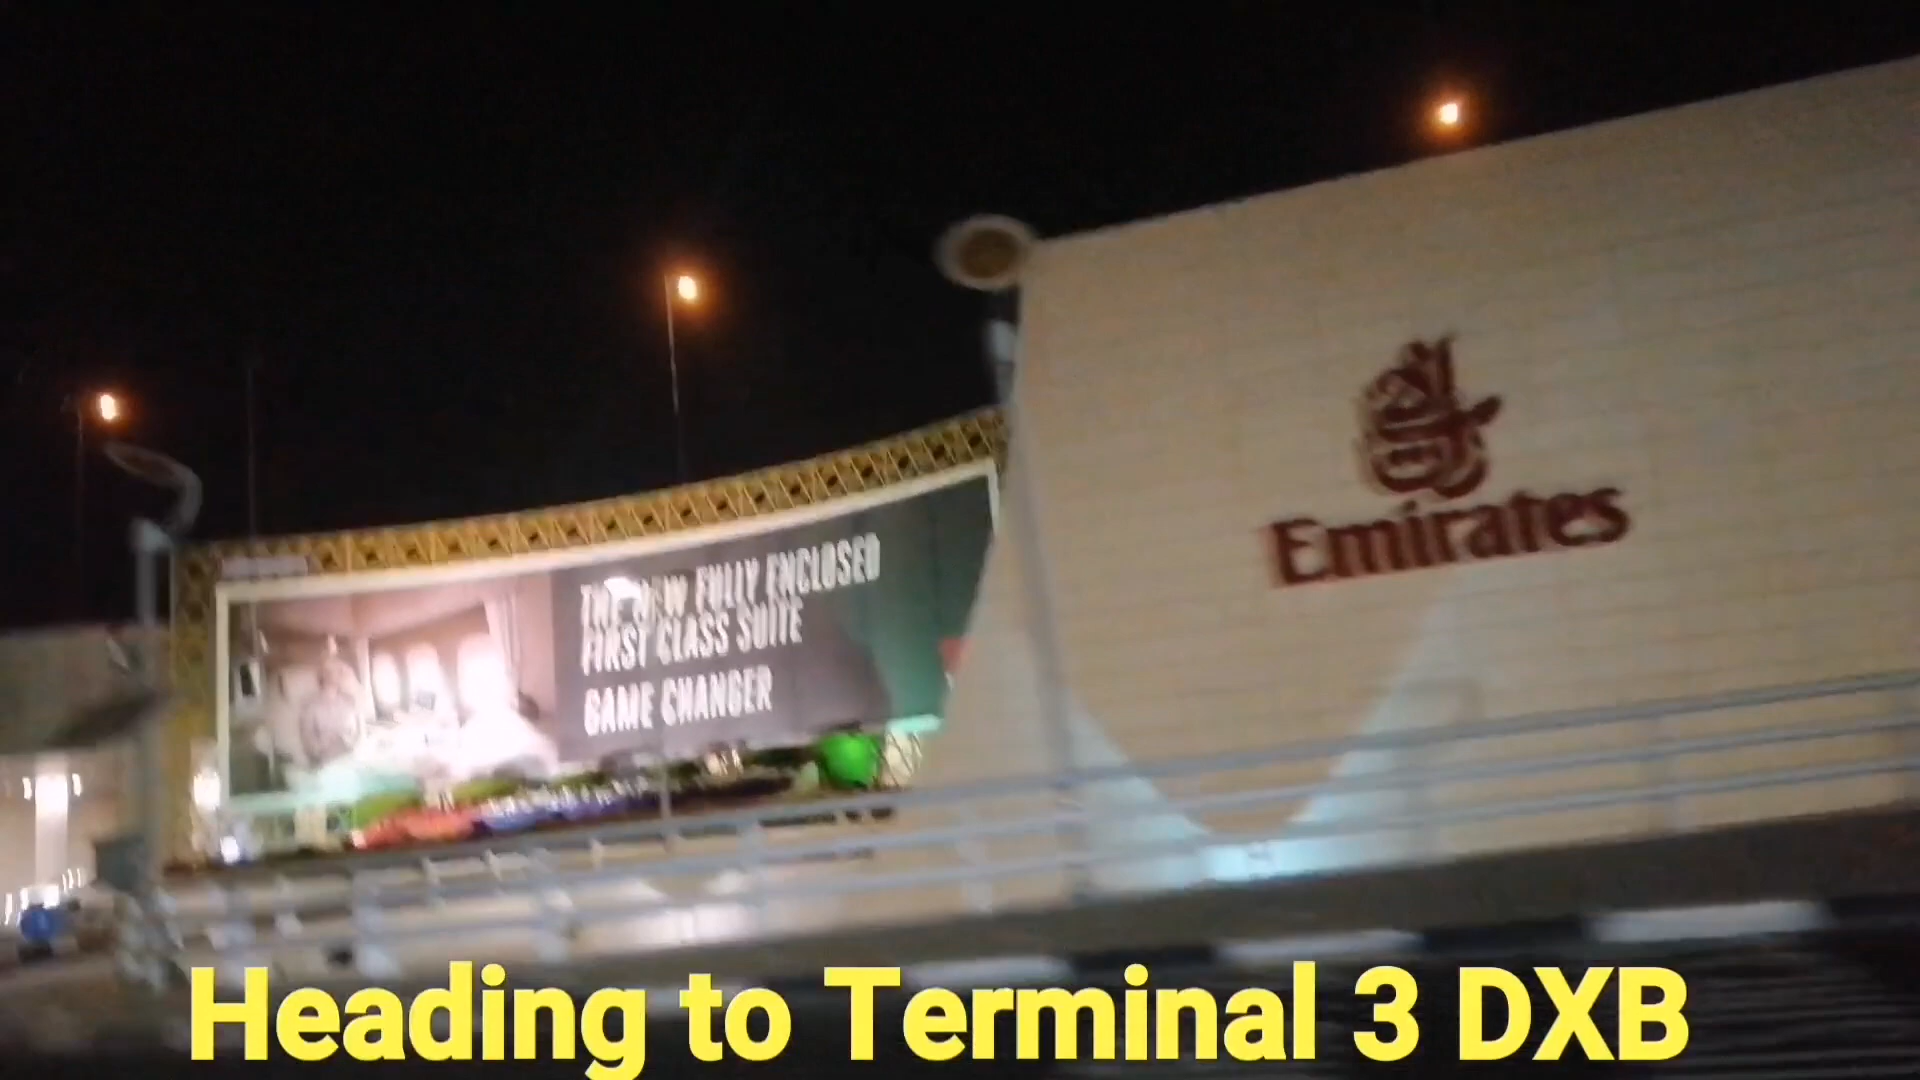 THE NEW FULLY ENCLOSED
FIRST CLASS SUITE
GAME CHANGER
Emirates
Heading to Terminal 3 DXB